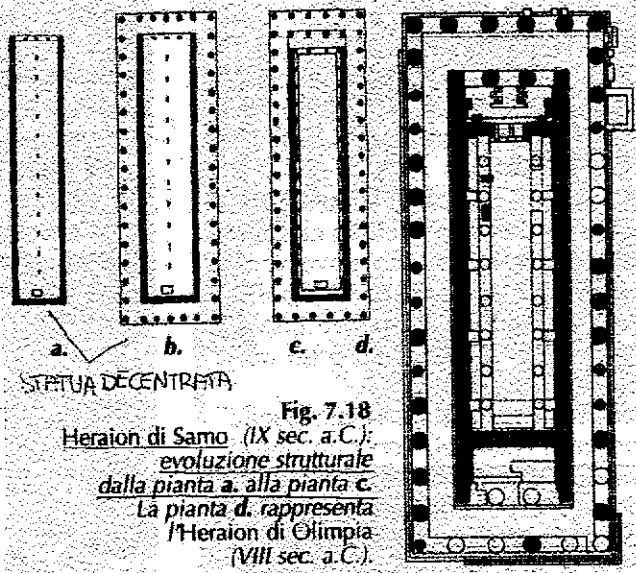 a. b. c. d.
STATUA DECENTRATA
Fig. 7.18
Heraion di Samo (IX sec. a.C.):
evoluzione strutturale
dalla pianta a. alla pianta c.
La pianta d. rappresenta
l'Heraion di Olimpia
(VIII sec. a.C.).